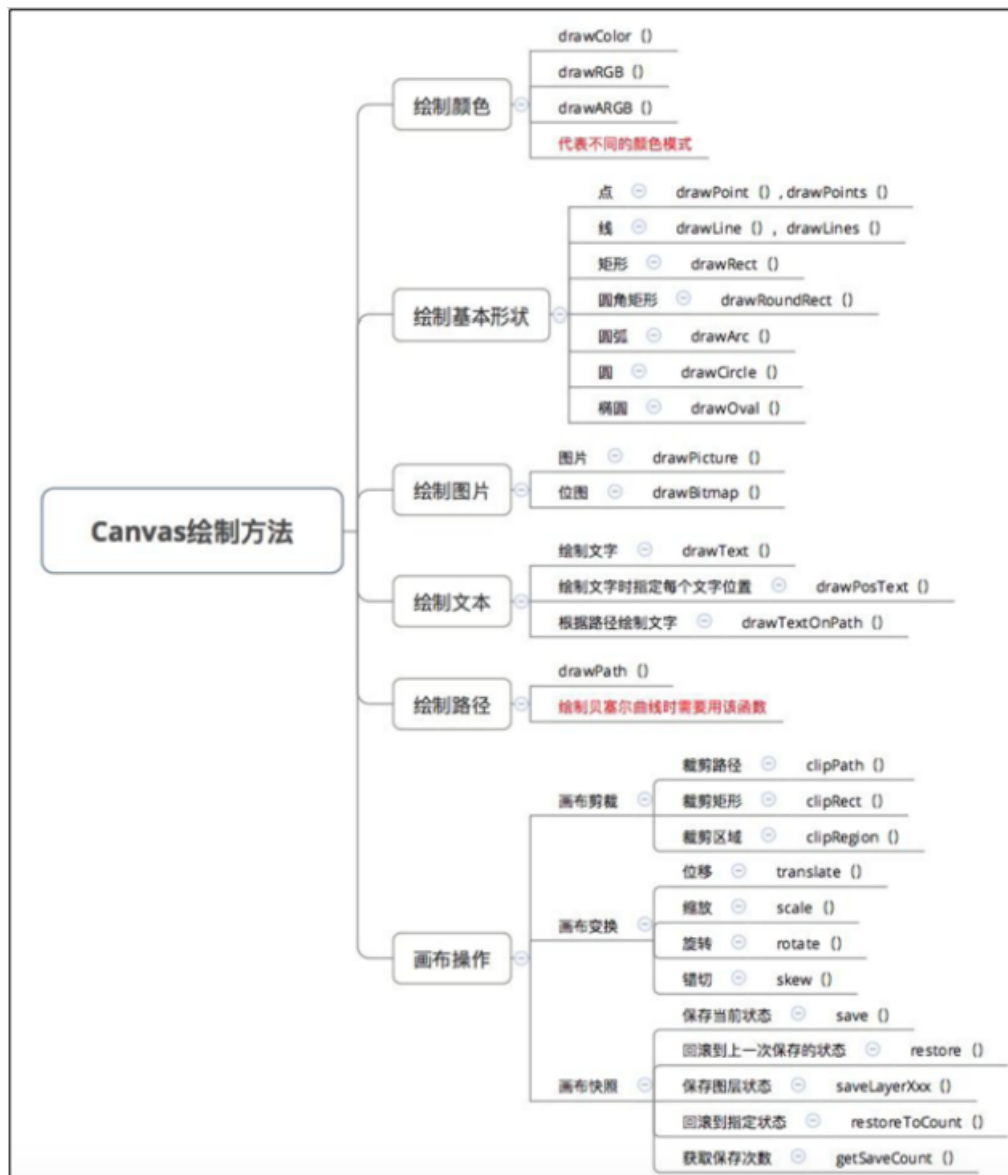 drawColor ()
drawRGB ()
绘制颜色
drawARGB ()
代表不同的颜色模式
点 drawPoint () ,drawPoints ()
线 drawLine () , drawLines ()
矩形 drawRect ()
绘制基本形状
圆角矩形 drawRoundRect ()
圆弧 drawArc ()
圆 drawCircle ()
椭圆 drawOval ()
图片 drawPicture ()
绘制图片
位图 drawBitmap ()
Canvas绘制方法
绘制文字 drawText ()
绘制文本
绘制文字时指定每个文字位置 drawPosText ()
根据路径绘制文字 drawTextOnPath ()
drawPath ()
绘制路径
绘制贝塞尔曲线时需要用该函数
裁剪路径 clipPath ()
画布剪裁
裁剪矩形 clipRect ()
裁剪区域 clipRegion ()
位移 translate ()
缩放 scale ()
画布变换
旋转 rotate ()
画布操作
错切 skew ()
保存当前状态 save ()
回滚到上一次保存的状态 restore ()
画布快照
保存图层状态 saveLayerXxx ()
回滚到指定状态 restoreToCount ()
获取保存次数 getSaveCount ()